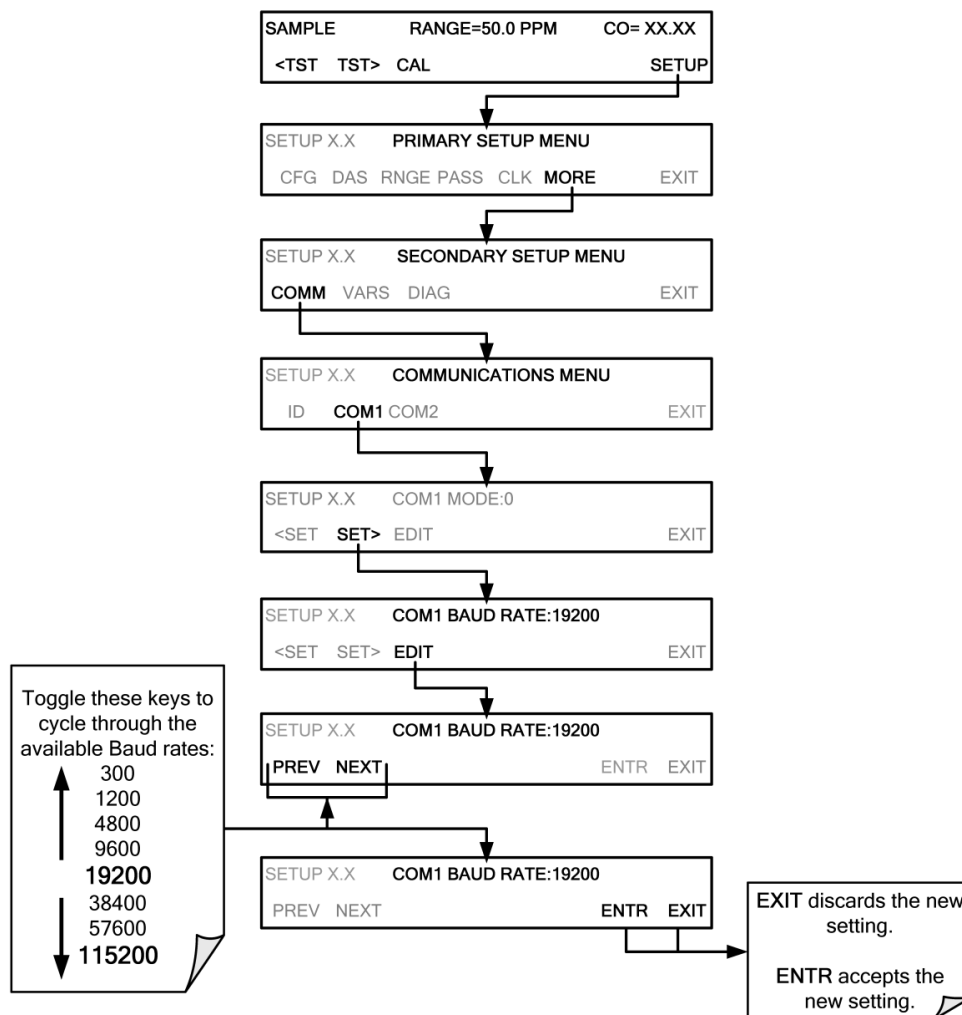 SAMPLE RANGE=50.0 PPM CO= XX.XX
<TST TST> CAL SETUP
SETUP X.X PRIMARY SETUP MENU
CFG DAS RNGE PASS CLK MORE EXIT
SETUP X.X SECONDARY SETUP MENU
COMM VARS DIAG EXIT
SETUP X.X COMMUNICATIONS MENU
ID COM1 COM2 EXIT
SETUP X.X COM1 MODE:0
<SET SET> EDIT EXIT
SETUP X.X COM1 BAUD RATE:19200
<SET SET> EDIT EXIT
SETUP X.X COM1 BAUD RATE:19200
PREV NEXT ENTR EXIT
Toggle these keys to
cycle through the
available Baud rates:
300
1200
4800
9600
19200
38400
57600
115200
SETUP X.X COM1 BAUD RATE:19200
PREV NEXT ENTR EXIT
EXIT discards the new
setting.
ENTR accepts the
new setting.